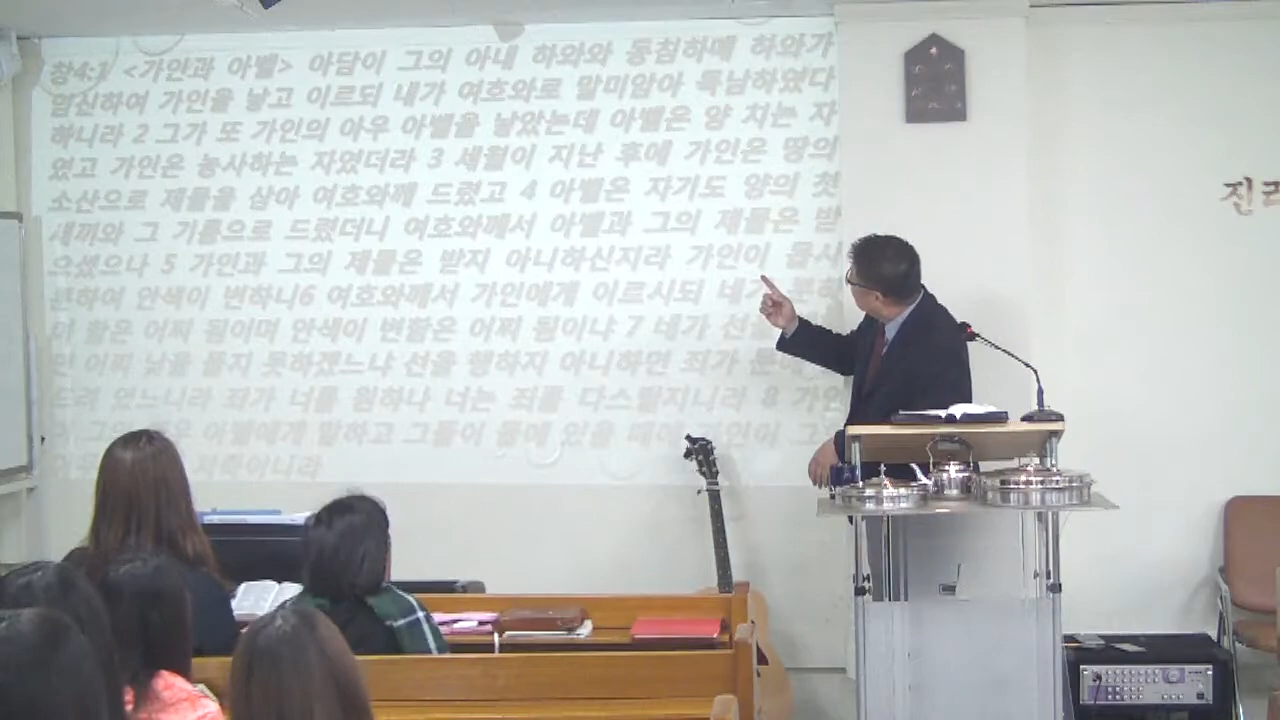 창4:1 <가인과 아벨> 아담이 그의 아내 하와와 동침하매 하와가
임신하여 가인을 낳고 이르되 내가 여호와로 말미암아 득남하였다
하니라 2 그가 또 가인의 아우 아벨을 낳았는데 아벨은 양 치는 자
였고 가인은 농사하는 자였더라 3 세월이 지난 후에 가인은 땅의
소산으로 제물을 삼아 여호와께 드렸고 4 아벨은 자기도 양의 첫
새끼와 그 기름으로 드렸더니 여호와께서 아벨과 그의 제물은 받
으셨으나 5 가인과 그의 제물은 받지 아니하신지라 가인이 몹시
분하여 안색이 변하니6 여호와께서 가인에게 이르시되 네가 분하
여 함은 어찌 됨이며 안색이 변함은 어찌 됨이냐 7 네가 선을
면 어찌 낯을 들지 못하겠느냐 선을 행하지 아니하면 죄가 문에
드려 있느니라 죄가 너를 원하나 너는 죄를 다스릴지니라 8 가인
이 그의 아우 고 그들이 들에 있을 때에 가인이 그
니라
진리